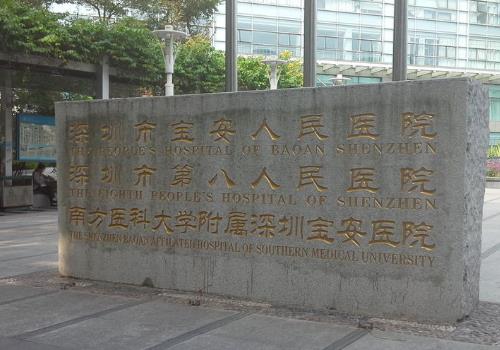 深圳市宝安人民医院
THE PEOPLE'S HOSPITAL OF BAOAN SHENZHEN
深圳市第八人民医院
THE EIGHTH PEOPLE'S HOSPITAL OF SHENZHEN
南方医科大学附属深圳宝安医院
THE SHENZHEN BAOAN AFFILIATED HOSPITAL OF SOUTHERN MEDICAL UNIVERSITY